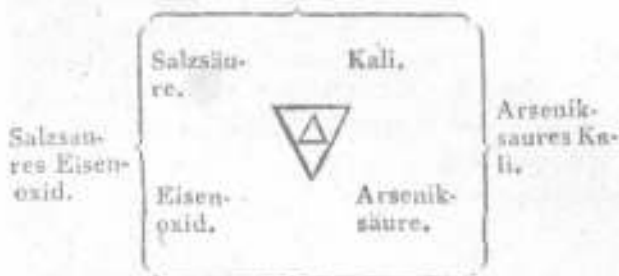 Salzsäu-
re.
Kali.
Salzsau-
res Eisen-
oxid.
Arsenik-
saures Ka-
li.
Eisen-
oxid.
Arsenik-
säure.